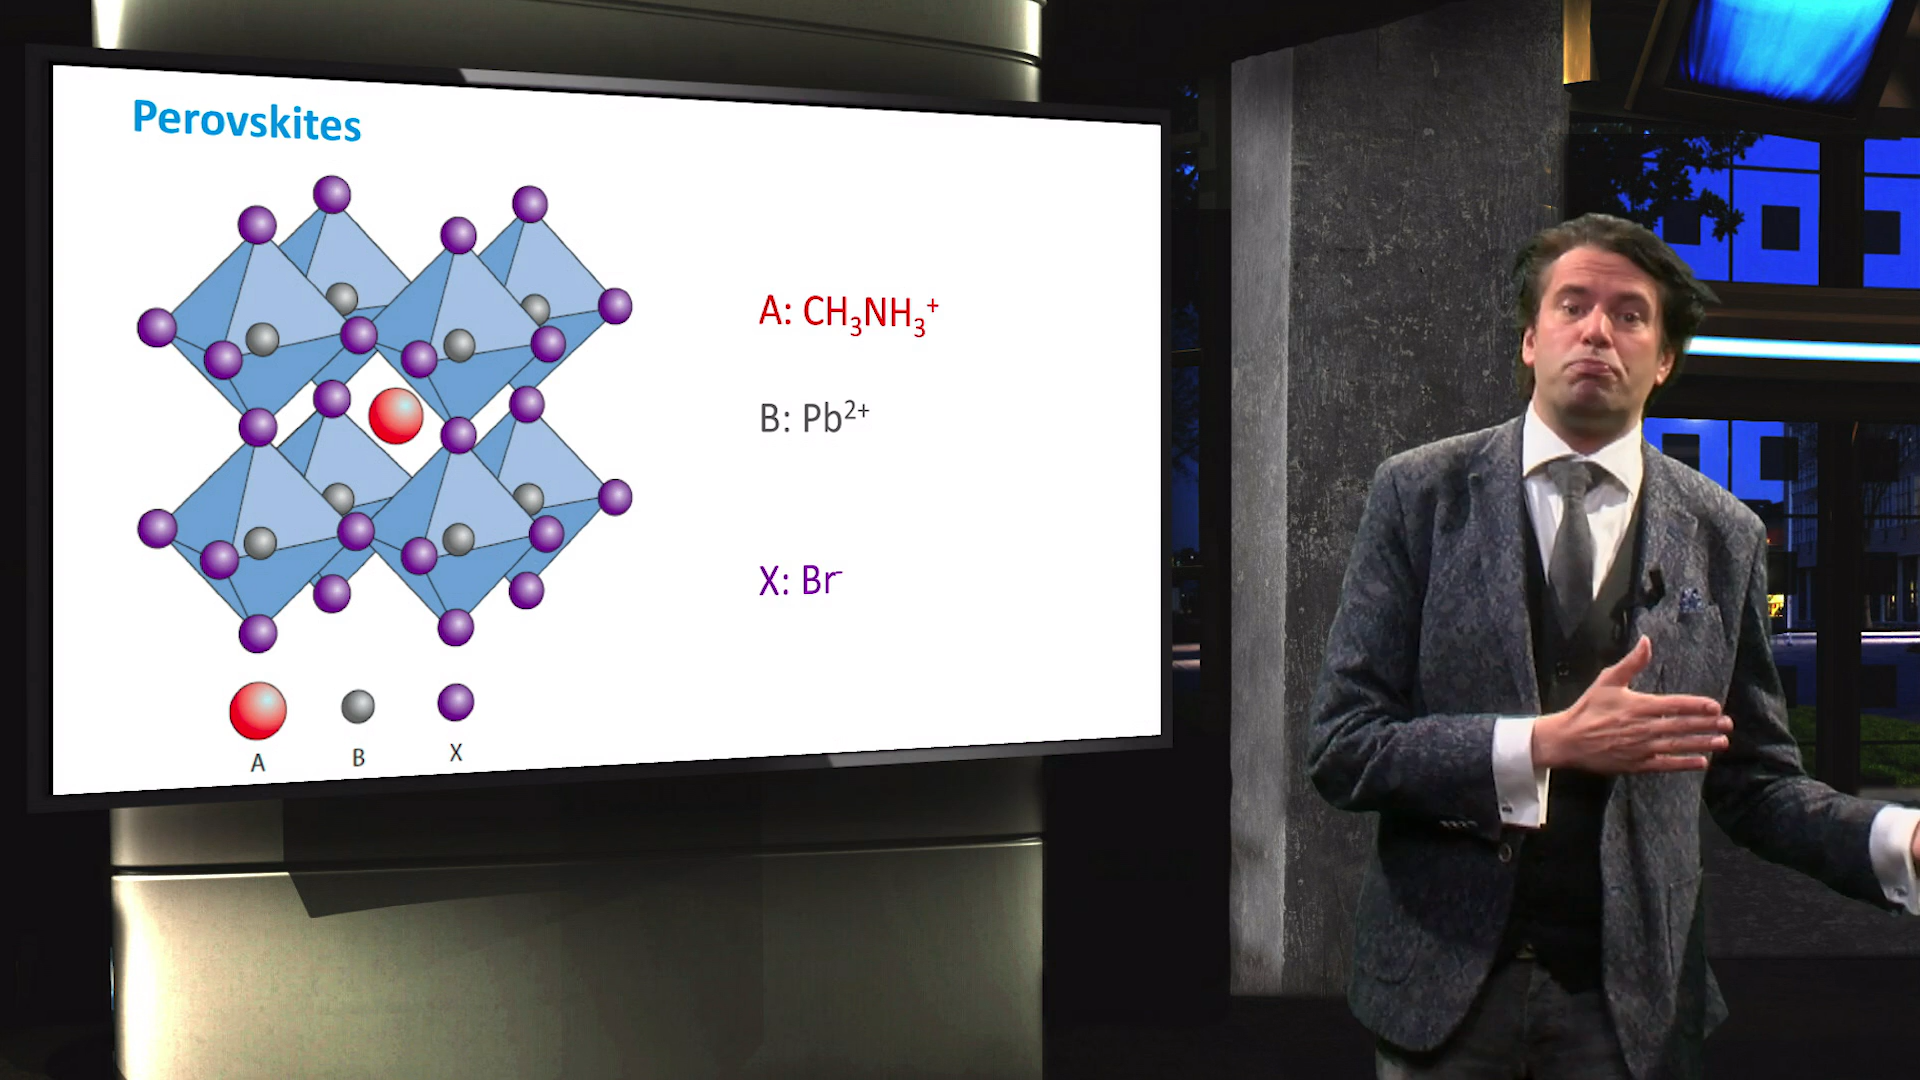 Perovskites
A: CH₃NH₃⁺
B: Pb²⁺
X: Br⁻
A B X